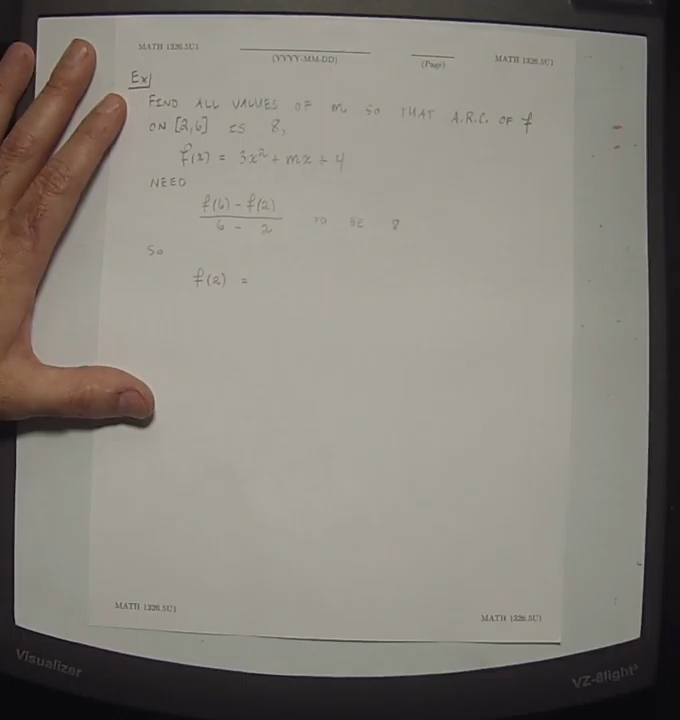 MATH 1326.5U1
(YYYY-MM-DD)
(Page)
MATH 1326.5U1
Ex)
FIND ALL VALUES OF m SO THAT A.R.C. OF f
ON [2,6] IS 8,
f(x) = 3x² + mx + 4
NEED
f(6) - f(2)
6 - 2
TO BE 8
So
f(2) =
MATH 1326.5U1
MATH 1326.5U1
Visualizer
VZ-8light³